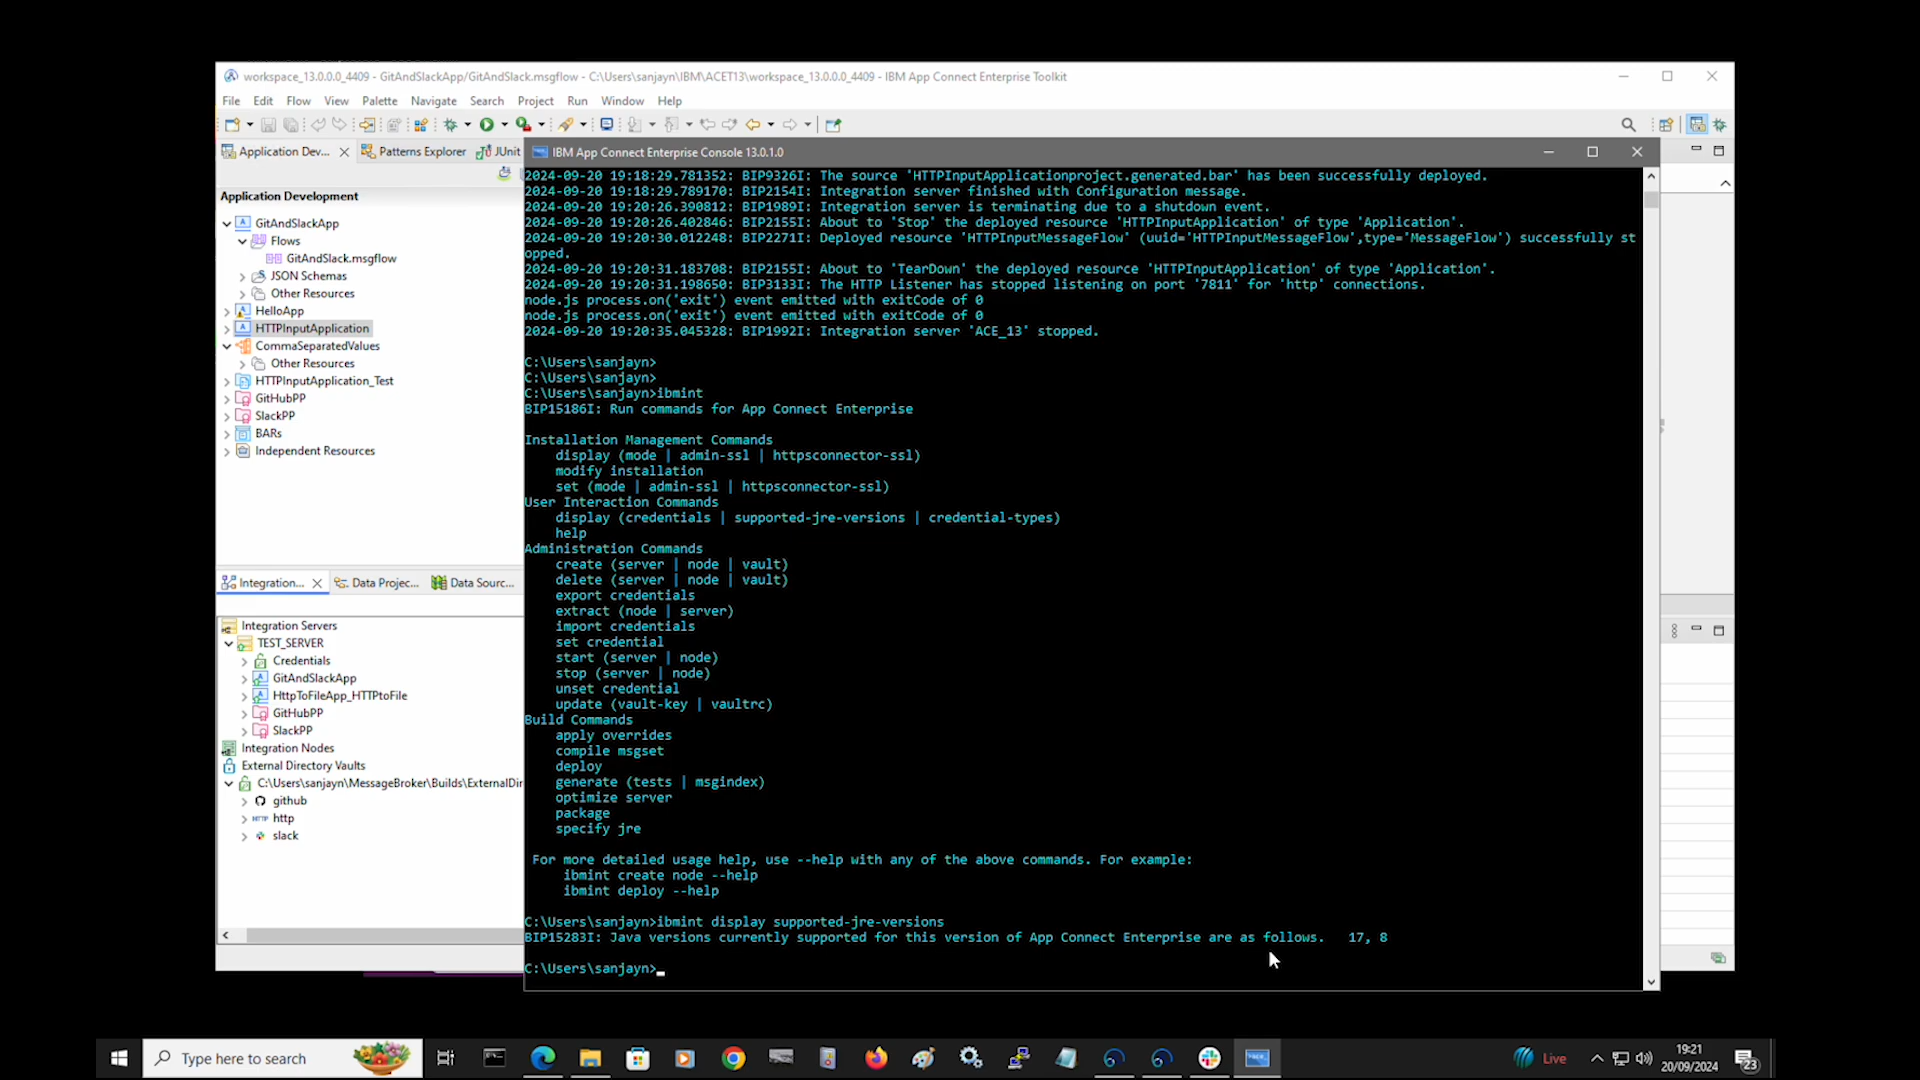 workspace_13.0.0.0_4409 - GitAndSlackApp/GitAndSlack.msgflow - C:\Users\sanjayn\IBM\ACET13\workspace_13.0.0.0_4409 - IBM App Connect Enterprise Toolkit
File Edit Flow View Palette Navigate Search Project Run Window Help
Application Dev... Patterns Explorer JUnit
Application Development
GitAndSlackApp
Flows
GitAndSlack.msgflow
JSON Schemas
Other Resources
HelloApp
HTTPInputApplication
CommaSeparatedValues
Other Resources
HTTPInputApplication_Test
GitHubPP
SlackPP
BARs
Independent Resources
Integration... Data Projec... Data Sourc...
Integration Servers
TEST_SERVER
Credentials
GitAndSlackApp
HttpToFileApp_HTTPtoFile
GitHubPP
SlackPP
Integration Nodes
External Directory Vaults
C:\Users\sanjayn\MessageBroker\Builds\ExternalDir
github
HTTP http
slack
IBM App Connect Enterprise Console 13.0.1.0
2024-09-20 19:18:29.781352: BIP9326I: The source 'HTTPInputApplicationproject.generated.bar' has been successfully deployed.
2024-09-20 19:18:29.789170: BIP2154I: Integration server finished with Configuration message.
2024-09-20 19:20:26.390812: BIP1989I: Integration server is terminating due to a shutdown event.
2024-09-20 19:20:26.402846: BIP2155I: About to 'Stop' the deployed resource 'HTTPInputApplication' of type 'Application'.
2024-09-20 19:20:30.012248: BIP2271I: Deployed resource 'HTTPInputMessageFlow' (uuid='HTTPInputMessageFlow',type='MessageFlow') successfully st
opped.
2024-09-20 19:20:31.183708: BIP2155I: About to 'TearDown' the deployed resource 'HTTPInputApplication' of type 'Application'.
2024-09-20 19:20:31.198650: BIP3133I: The HTTP Listener has stopped listening on port '7811' for 'http' connections.
node.js process.on('exit') event emitted with exitCode of 0
node.js process.on('exit') event emitted with exitCode of 0
2024-09-20 19:20:35.045328: BIP1992I: Integration server 'ACE_13' stopped.
C:\Users\sanjayn>
C:\Users\sanjayn>
C:\Users\sanjayn>ibmint
BIP15186I: Run commands for App Connect Enterprise
Installation Management Commands
display (mode | admin-ssl | httpsconnector-ssl)
modify installation
set (mode | admin-ssl | httpsconnector-ssl)
User Interaction Commands
display (credentials | supported-jre-versions | credential-types)
help
Administration Commands
create (server | node | vault)
delete (server | node | vault)
export credentials
extract (node | server)
import credentials
set credential
start (server | node)
stop (server | node)
unset credential
update (vault-key | vaultrc)
Build Commands
apply overrides
compile msgset
deploy
generate (tests | msgindex)
optimize server
package
specify jre
For more detailed usage help, use --help with any of the above commands. For example:
ibmint create node --help
ibmint deploy --help
C:\Users\sanjayn>ibmint display supported-jre-versions
BIP15283I: Java versions currently supported for this version of App Connect Enterprise are as follows. 17, 8
C:\Users\sanjayn>
Type here to search
Live
19:21
20/09/2024
23